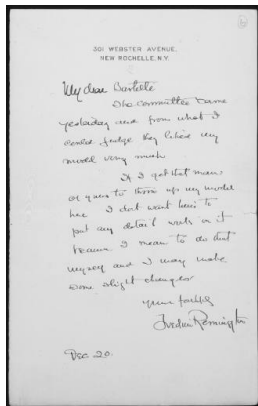 301 WEBSTER AVENUE,
NEW ROCHELLE, N.Y.
My dear Bartlett
The committee came
yesterday and from what I
could judge they liked my
model very much
If I get that man
of yours to throw up my model
here I dont want him to
put any detail work in it
because I mean to do that
myself and I may make
some slight changes
Yours faithfully
Frederic Remington
Dec 20.